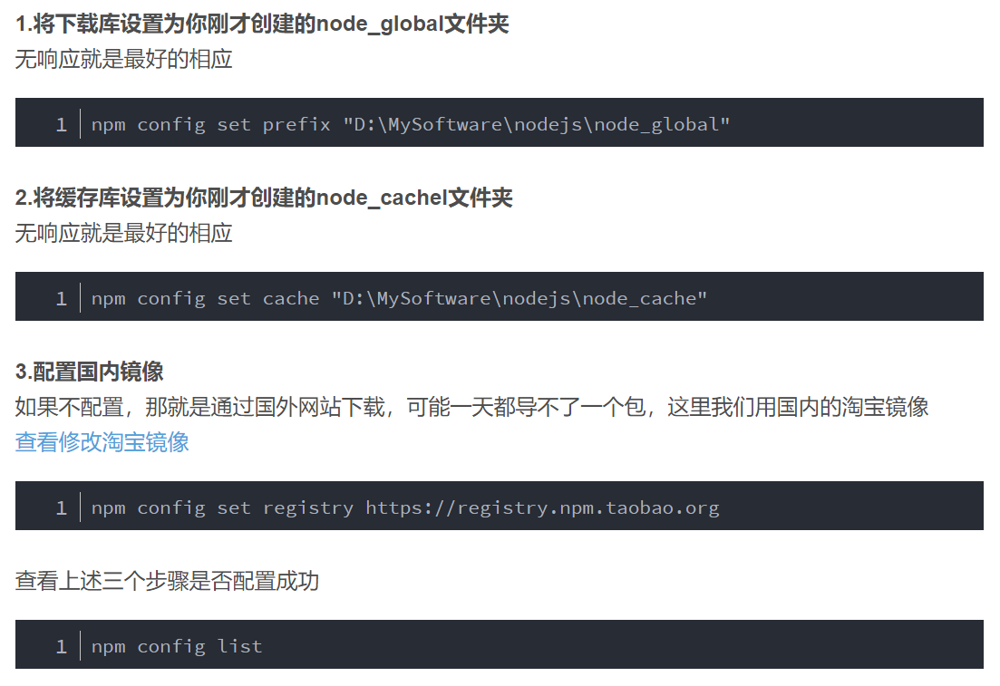 1.将下载库设置为你刚才创建的node_global文件夹
无响应就是最好的相应
1 npm config set prefix "D:\MySoftware\nodejs\node_global"
2.将缓存库设置为你刚才创建的node_cachel文件夹
无响应就是最好的相应
1 npm config set cache "D:\MySoftware\nodejs\node_cache"
3.配置国内镜像
如果不配置，那就是通过国外网站下载，可能一天都导不了一个包，这里我们用国内的淘宝镜像
查看修改淘宝镜像
1 npm config set registry https://registry.npm.taobao.org
查看上述三个步骤是否配置成功
1 npm config list